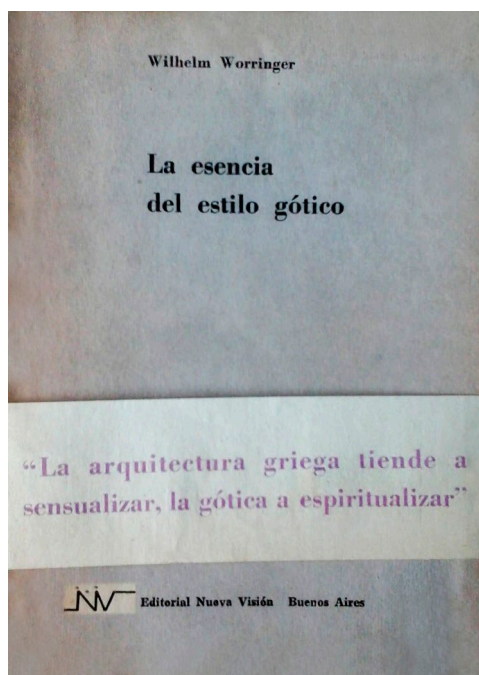 Wilhelm Worringer
La esencia
del estilo gótico
“La arquitectura griega tiende a
sensualizar, la gótica a espiritualizar”
NV Editorial Nueva Visión Buenos Aires